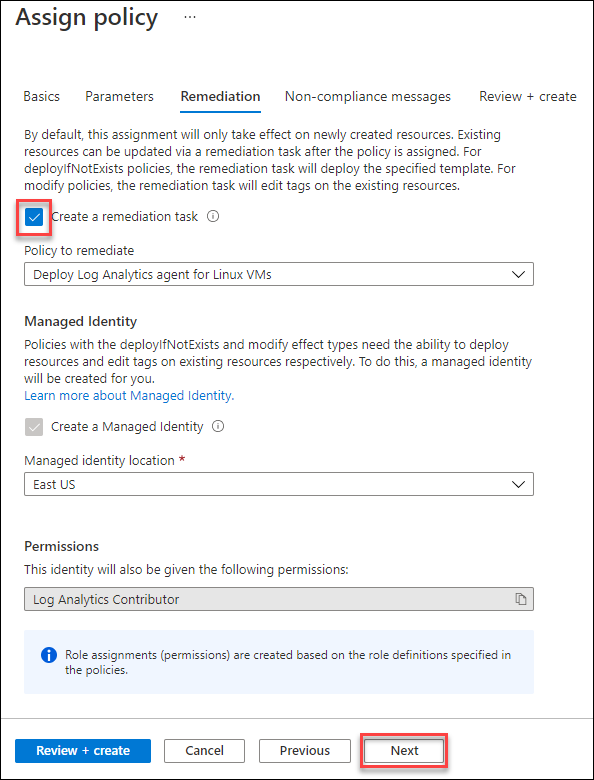 Assign policy ...
Basics Parameters Remediation Non-compliance messages Review + create
By default, this assignment will only take effect on newly created resources. Existing
resources can be updated via a remediation task after the policy is assigned. For
deployIfNotExists policies, the remediation task will deploy the specified template. For
modify policies, the remediation task will edit tags on the existing resources.
Create a remediation task
Policy to remediate
Deploy Log Analytics agent for Linux VMs
Managed Identity
Policies with the deployIfNotExists and modify effect types need the ability to deploy
resources and edit tags on existing resources respectively. To do this, a managed identity
will be created for you.
Learn more about Managed Identity.
Create a Managed Identity
Managed identity location *
East US
Permissions
This identity will also be given the following permissions:
Log Analytics Contributor
Role assignments (permissions) are created based on the role definitions specified in
the policies.
Review + create Cancel Previous Next